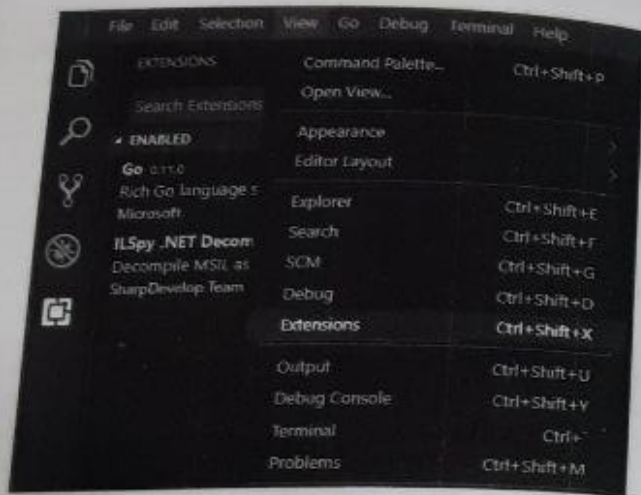 File Edit Selection View Go Debug Terminal Help
EXTENSIONS
Search Extensions
ENABLED
Go 0.11.0
Rich Go language s
Microsoft
ILSpy .NET Decom
Decompile MSIL as
SharpDevelop Team
Command Palette... Ctrl+Shift+P
Open View...
Appearance
Editor Layout
Explorer Ctrl+Shift+E
Search Ctrl+Shift+F
SCM Ctrl+Shift+G
Debug Ctrl+Shift+D
Extensions Ctrl+Shift+X
Output Ctrl+Shift+U
Debug Console Ctrl+Shift+Y
Terminal Ctrl+`
Problems Ctrl+Shift+M